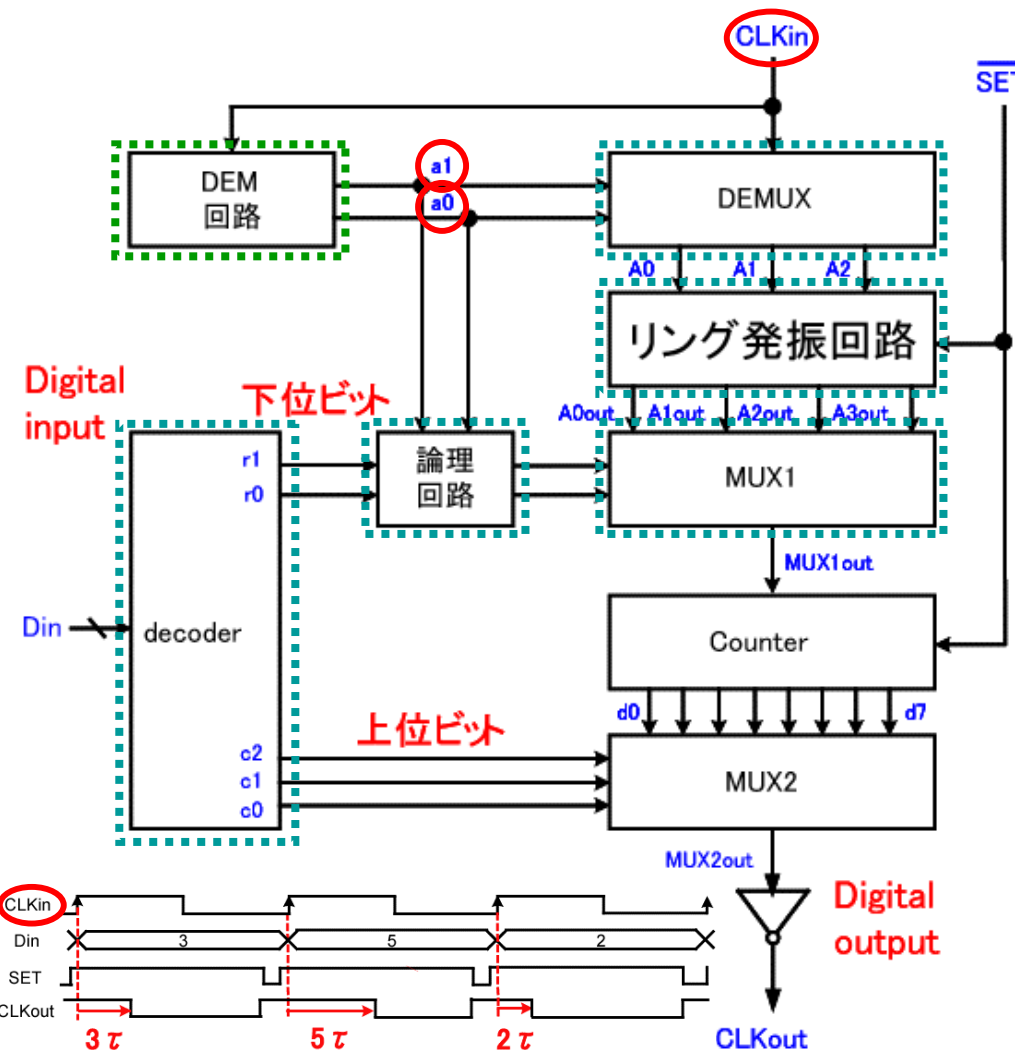 CLKin
SET
DEM
回路
a1
a0
DEMUX
A0 A1 A2
リング発振回路
Digital
input
下位ビット
A0out A1out A2out A3out
r1
r0
論理
回路
MUX1
MUX1out
Din
decoder
Counter
d0 d7
上位ビット
c2
c1
c0
MUX2
MUX2out
Digital
output
CLKout
CLKin
Din 3 5 2
SET
CLKout
3τ 5τ 2τ